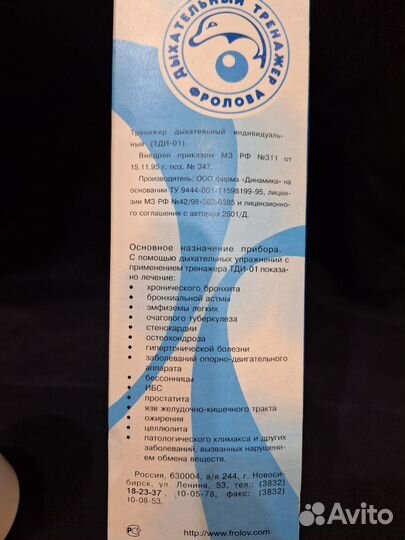 ДЫХАТЕЛЬНЫЙ ТРЕНАЖЕР
ФРОЛОВА
Тренажер дыхательный индивидуаль-
ный (ТДИ-01).
Внедрен приказом МЗ РФ №311 от
15.11.95 г. поз. № 347.
Производитель: ООО фирма «Динамика» на
основании ТУ 9444-001-11598199-95, лицен-
зии МЗ РФ №42/98-382-0385 и лицензионно-
го соглашения с автором 2501/Д.
Основное назначение прибора.
С помощью дыхательных упражнений с
применением тренажера ТДИ-01 показа-
но лечение:
• хронического бронхита
• бронхиальной астмы
• эмфиземы легких
• очагового туберкулеза
• стенокардии
• остеохондроза
• гипертонической болезни
• заболеваний опорно-двигательного
аппарата
• бессонницы
• ИБС
• простатита
• язв желудочно-кишечного тракта
• ожирения
• целлюлита
• патологического климакса и других
заболеваний, вызванных нарушени-
ем обмена веществ.
Россия, 630004, а/я 244, г. Новоси-
бирск, ул. Ленина, 53, тел.: (3832)
18-23-37, 10-05-78, факс: (3832)
10-08-53.
РС
http://www.frolov.com
Avito